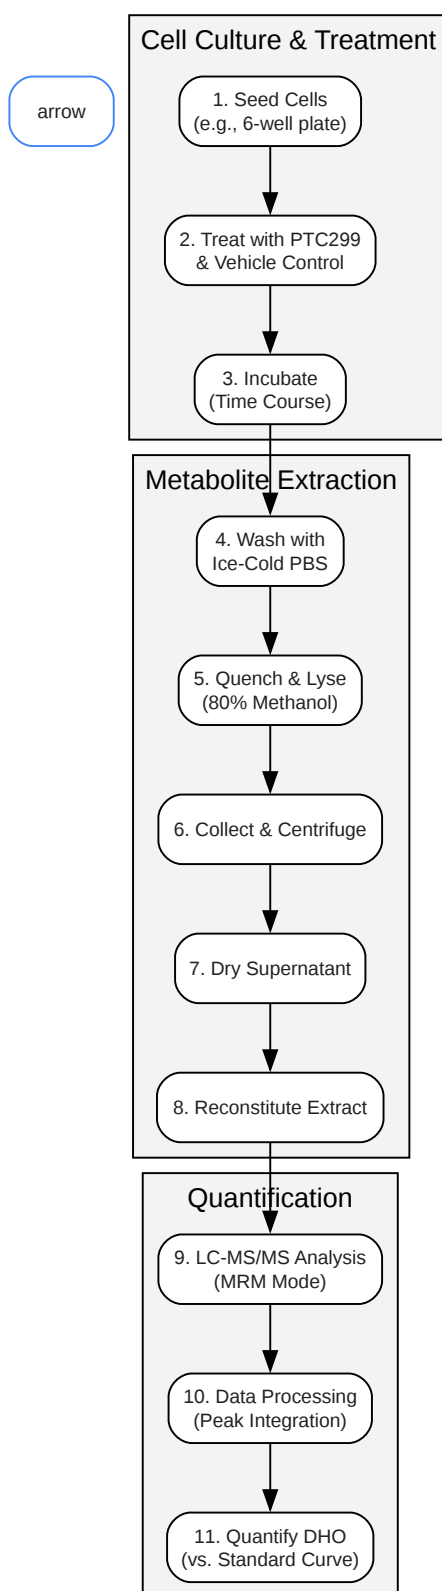 Cell Culture & Treatment
arrow
1. Seed Cells
(e.g., 6-well plate)
2. Treat with PTC299
& Vehicle Control
3. Incubate
(Time Course)
Metabolite Extraction
4. Wash with
Ice-Cold PBS
5. Quench & Lyse
(80% Methanol)
6. Collect & Centrifuge
7. Dry Supernatant
8. Reconstitute Extract
Quantification
9. LC-MS/MS Analysis
(MRM Mode)
10. Data Processing
(Peak Integration)
11. Quantify DHO
(vs. Standard Curve)